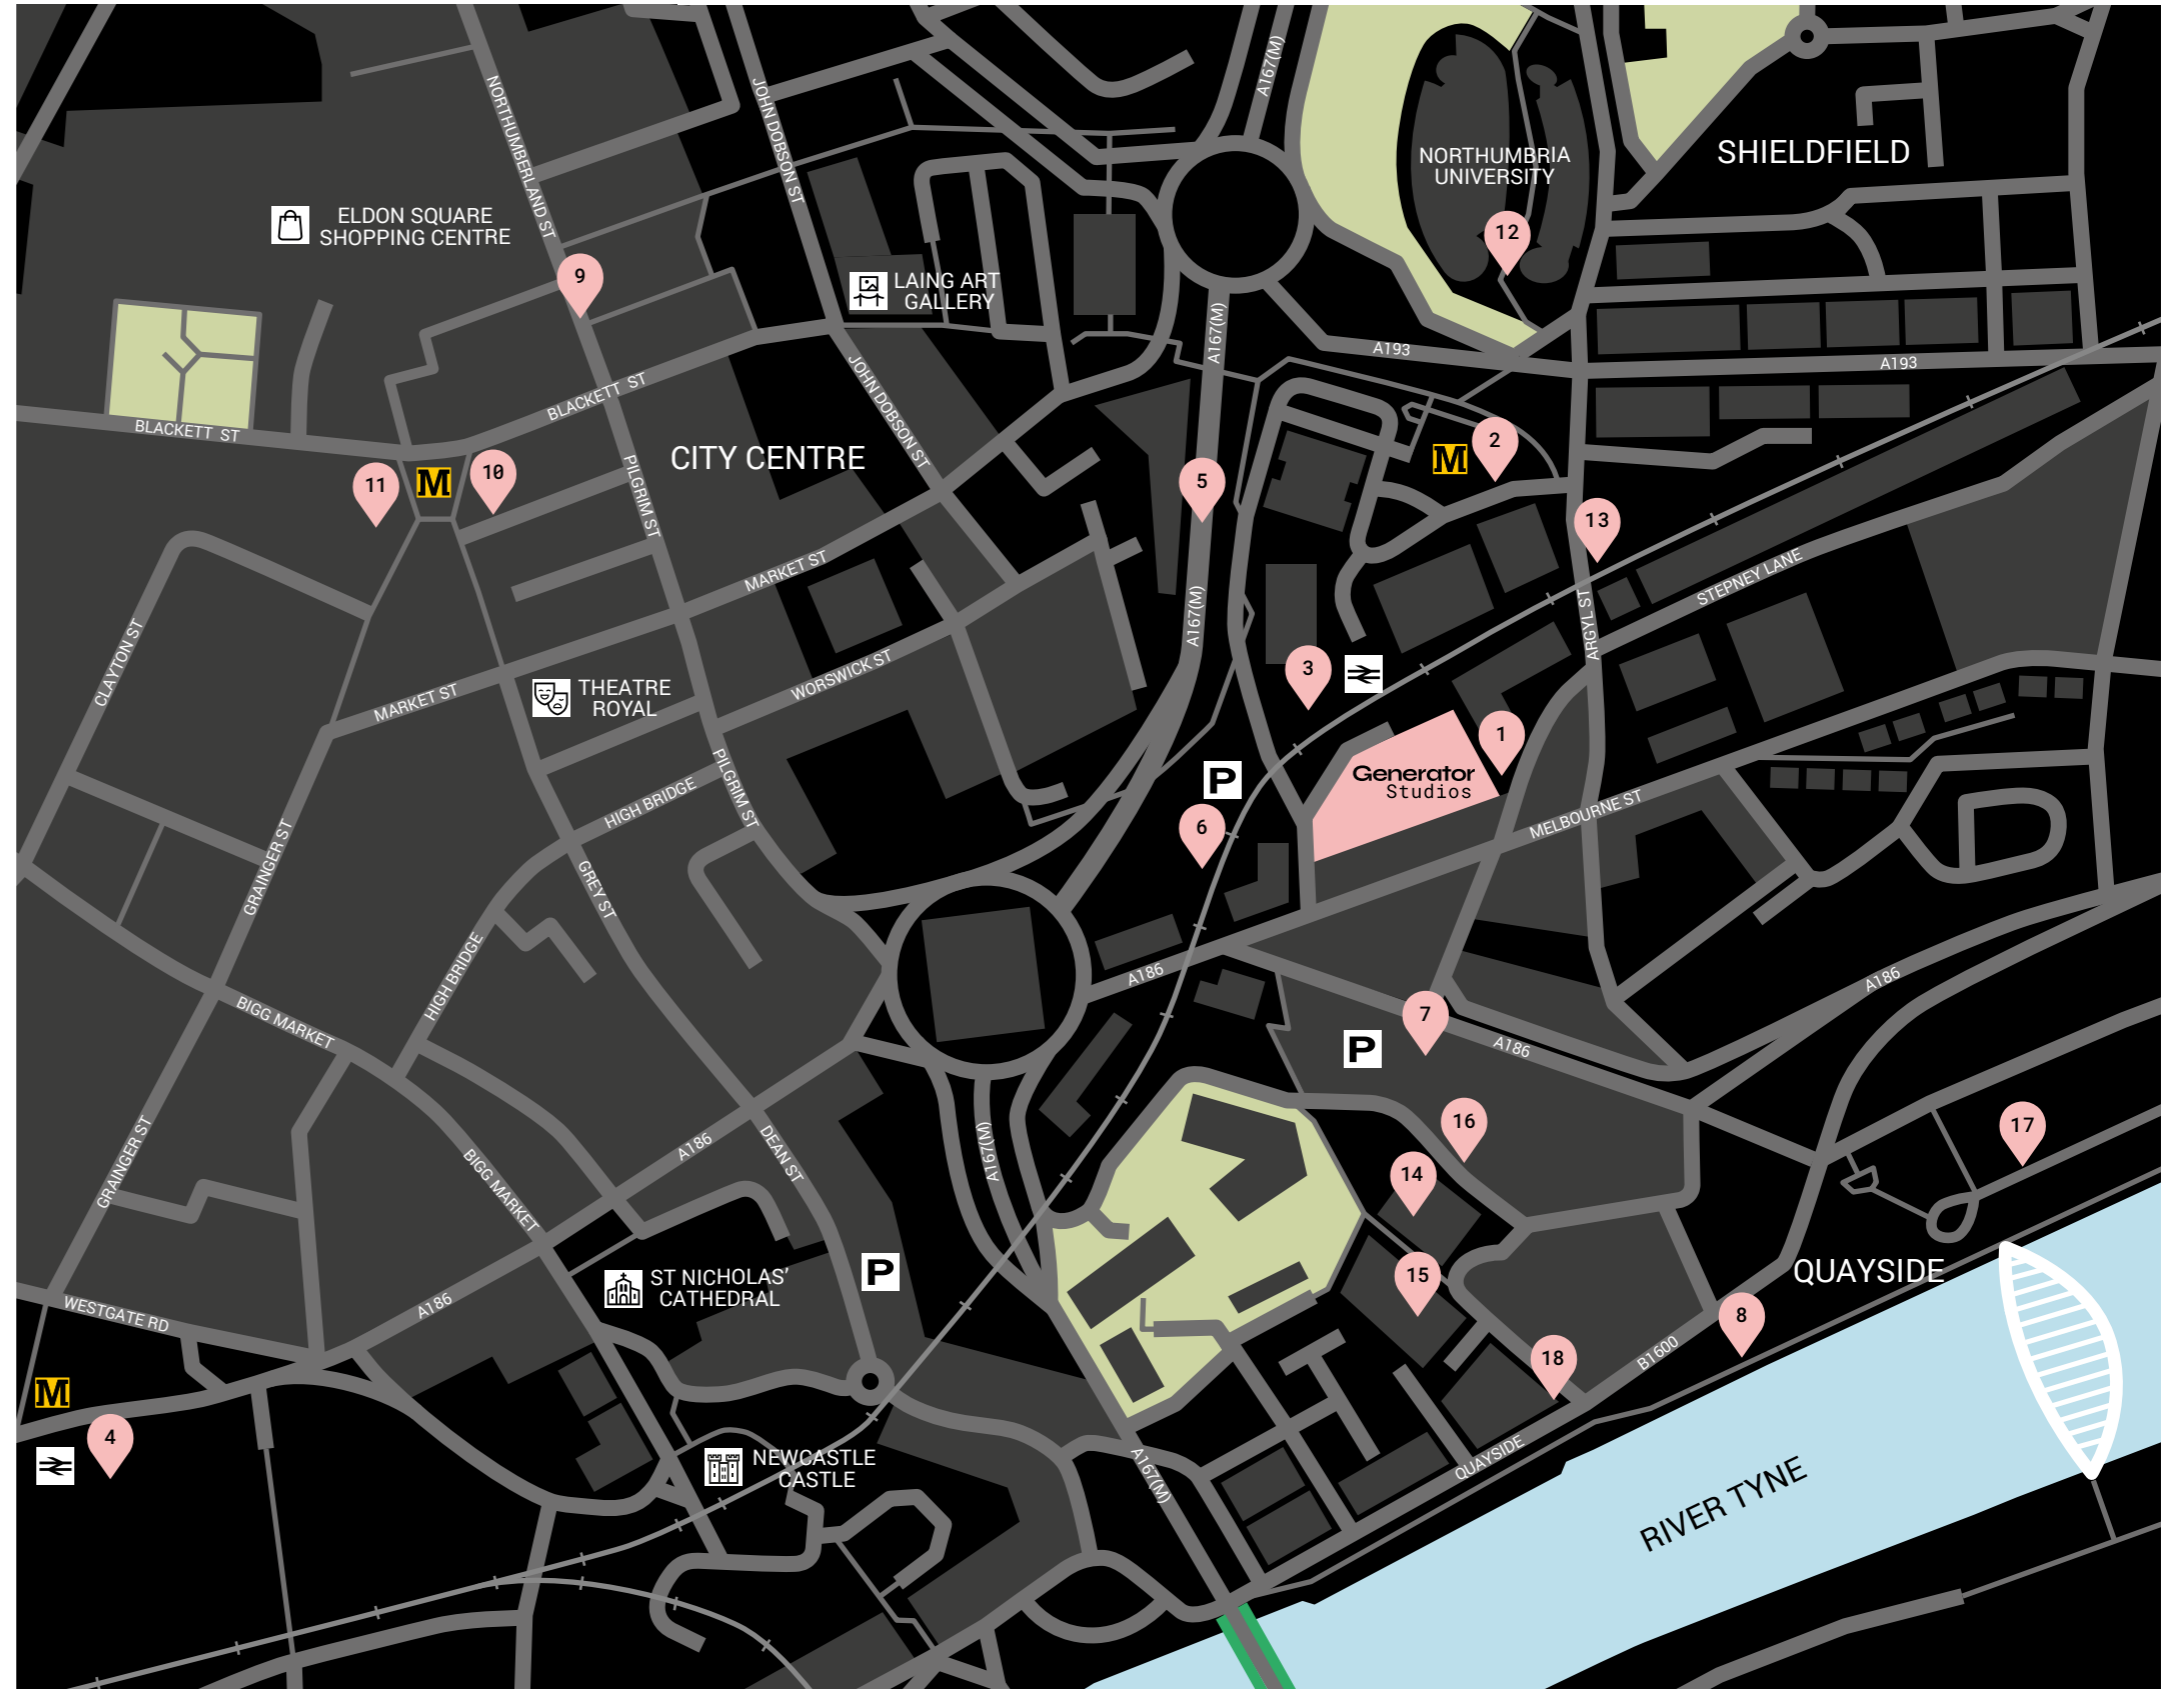 A167(M)
NORTHUMBERLAND ST
JOHN DOBSON ST
SHIELDFIELD
NORTHUMBRIA
UNIVERSITY
12
ELDON SQUARE
SHOPPING CENTRE
9
LAING ART
GALLERY
A167(M)
A193
A193
BLACKETT ST
BLACKETT ST
JOHN DOBSON ST
CITY CENTRE
M
2
11
M
10
5
13
PILGRIM ST
MARKET ST
STEPNEY LANE
A167(M)
ARGYL ST
CLAYTON ST
WORSWICK ST
3
THEATRE
ROYAL
MARKET ST
1
P
Generator
Studios
PILGRIM ST
HIGH BRIDGE
6
MELBOURNE ST
GRAINGER ST
GREY ST
HIGH BRIDGE
A186
A186
BIGG MARKET
7
P
A186
16
17
GRAINGER ST
A186
DEAN ST
A167(M)
14
BIGG MARKET
P
15
QUAYSIDE
ST NICHOLAS'
CATHEDRAL
WESTGATE RD
A186
8
18
B1600
M
4
NEWCASTLE
CASTLE
A167(M)
QUAYSIDE
RIVER TYNE